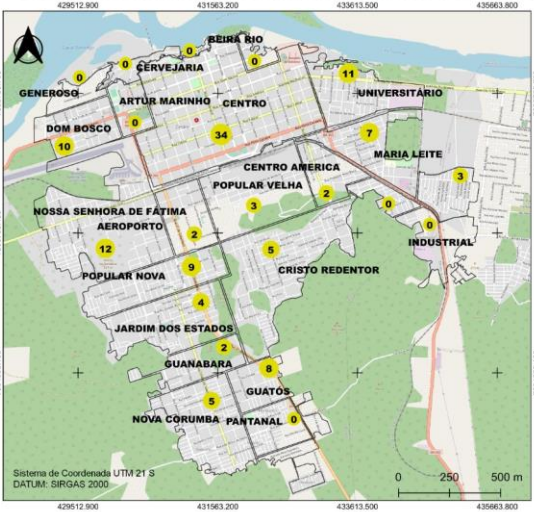 429512.900 431563.200 433613.500 435663.800
BEIRA RIO
0
0
0
CERVEJARIA
0
11
GENEROSO
UNIVERSITÁRIO
ARTUR MARINHO
CENTRO
0
DOM BOSCO
34
7
10
MARIA LEITE
CENTRO AMERICA
3
POPULAR VELHA
2
3
0
NOSSA SENHORA DE FÁTIMA
AEROPORTO
2
0
INDUSTRIAL
12
5
9
CRISTO REDENTOR
POPULAR NOVA
4
JARDIM DOS ESTADOS
2
GUANABARA
8
GUATÓS
5
NOVA CORUMBA
PANTANAL
0
Sistema de Coordenada UTM 21 S
DATUM: SIRGAS 2000
0 250 500 m
429512.900 431563.200 433613.500 435663.800